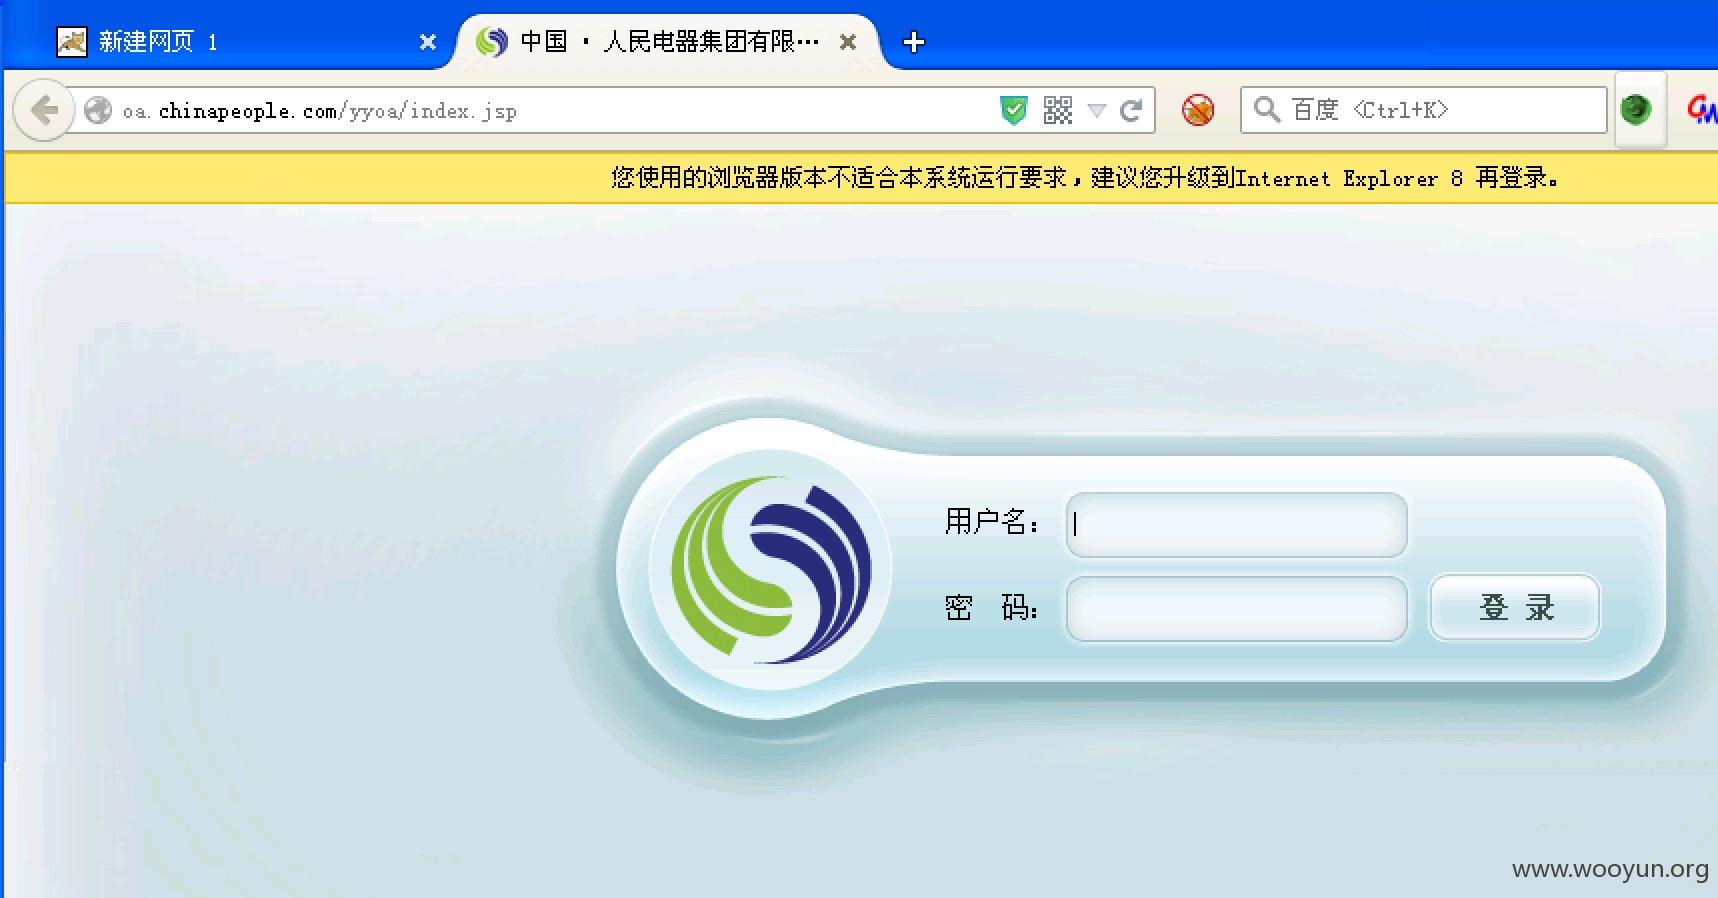 新建网页 1
中国 · 人民电器集团有限…
oa.chinapeople.com/yyoa/index.jsp
百度 <Ctrl+K>
您使用的浏览器版本不适合本系统运行要求，建议您升级到Internet Explorer 8 再登录。
用户名：
密 码：
登 录
www.wooyun.org